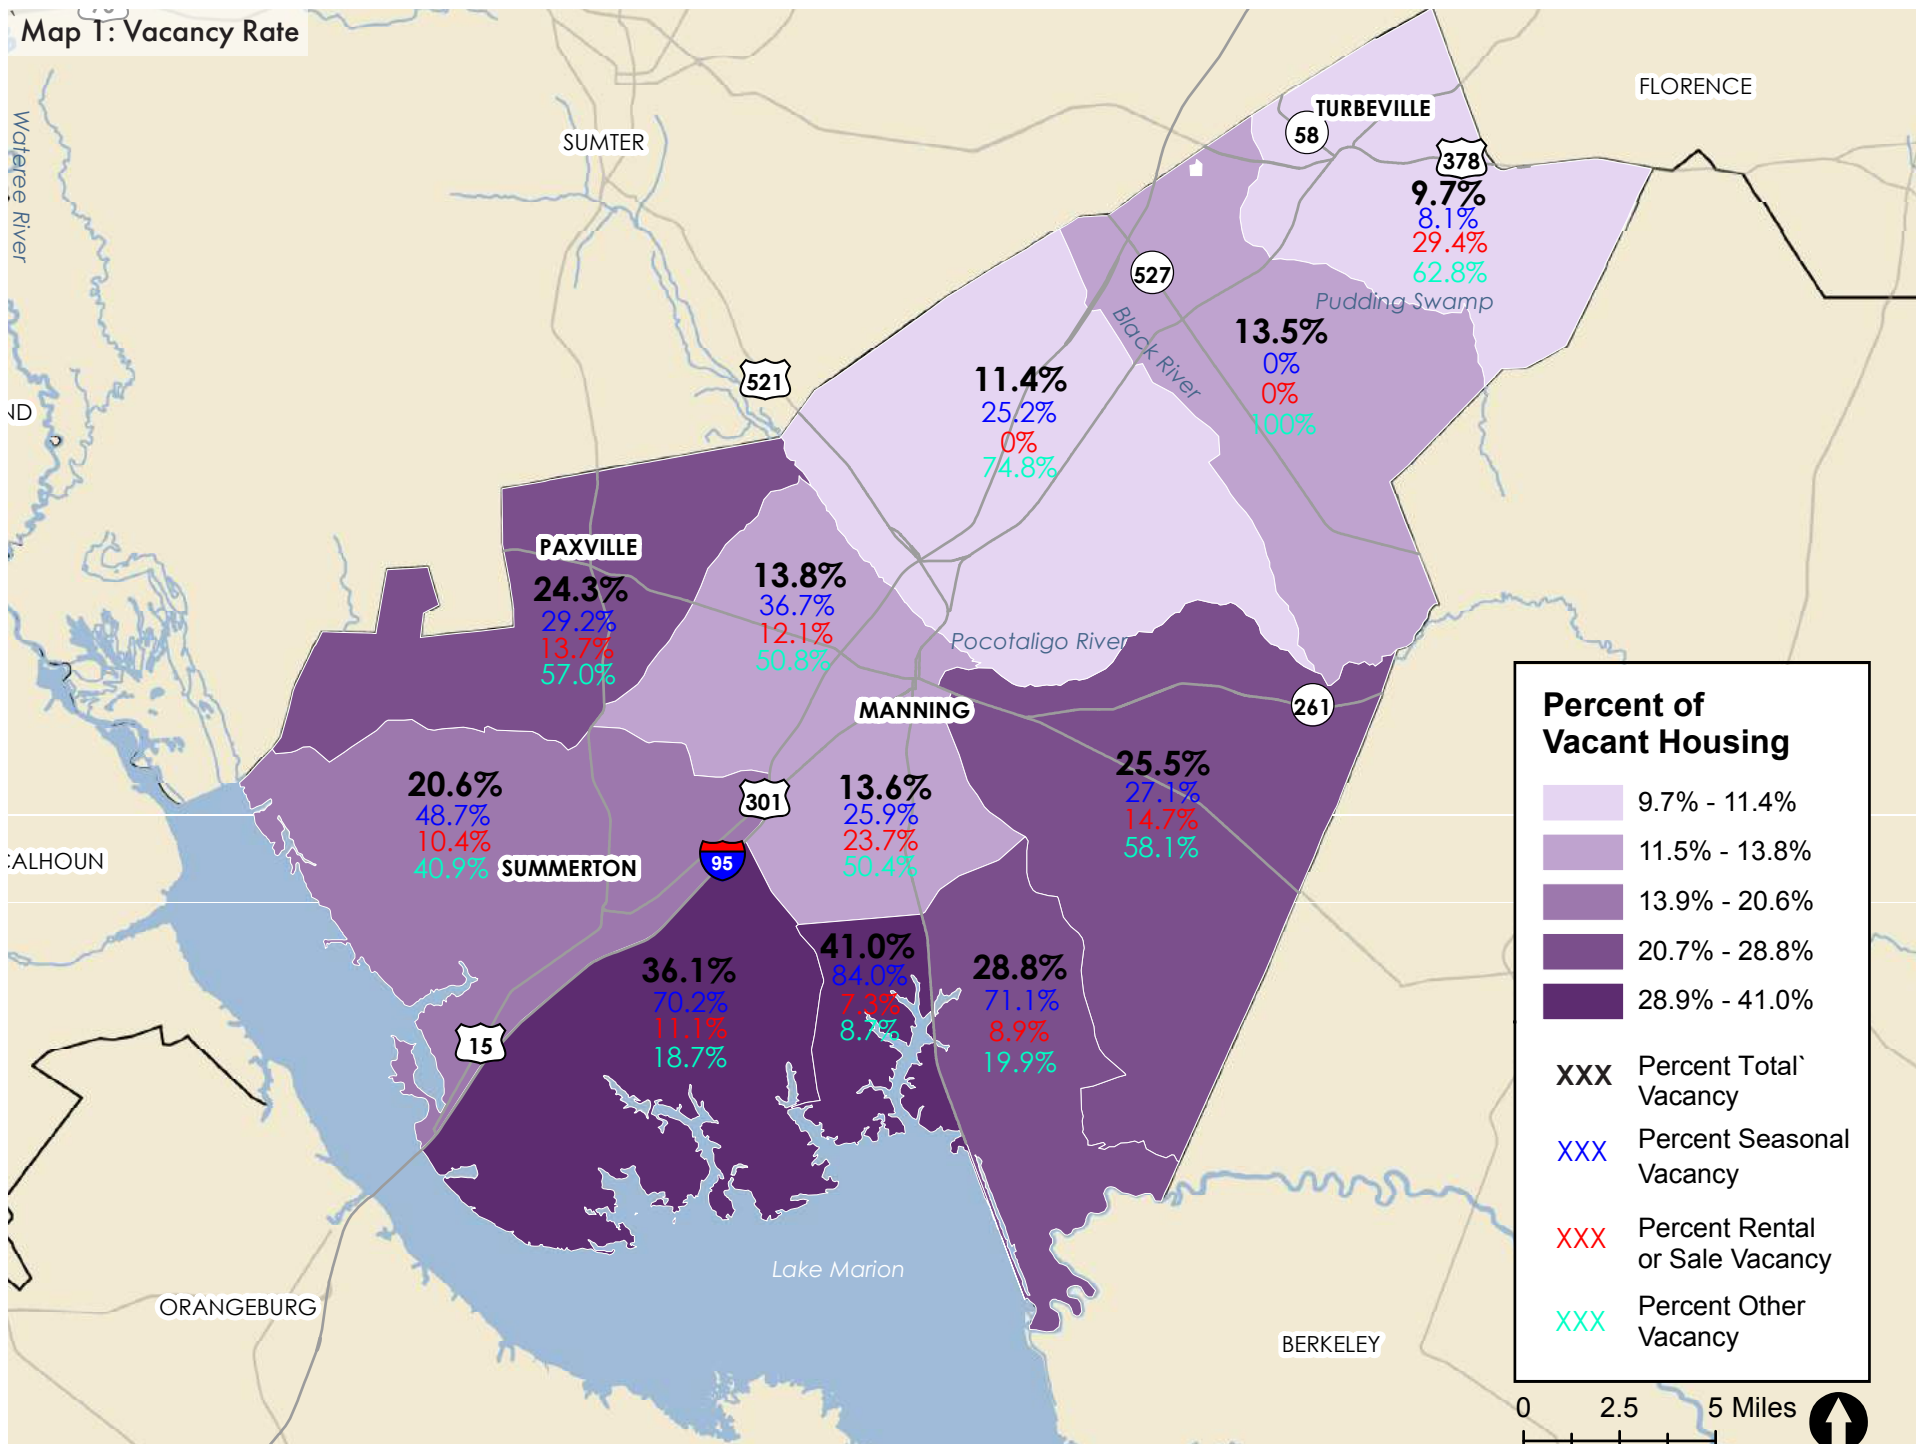 Map 1: Vacancy Rate
FLORENCE
TURBEVILLE
58
SUMTER
378
Wateree River
9.7%
8.1%
29.4%
62.8%
527
Pudding Swamp
Black River
13.5%
0%
0%
100%
11.4%
25.2%
0%
74.8%
521
ND
PAXVILLE
24.3%
29.2%
13.7%
57.0%
13.8%
36.7%
12.1%
50.8%
Pocotaligo River
MANNING
261
20.6%
48.7%
10.4%
40.9%
SUMMERTON
301
95
13.6%
25.9%
23.7%
50.4%
25.5%
27.1%
14.7%
58.1%
CALHOUN
36.1%
70.2%
11.1%
18.7%
41.0%
84.0%
7.3%
8.7%
28.8%
71.1%
8.9%
19.9%
15
Lake Marion
ORANGEBURG
BERKELEY
Percent of
Vacant Housing
9.7% - 11.4%
11.5% - 13.8%
13.9% - 20.6%
20.7% - 28.8%
28.9% - 41.0%
XXX Percent Total`
Vacancy
XXX Percent Seasonal
Vacancy
XXX Percent Rental
or Sale Vacancy
XXX Percent Other
Vacancy
0 2.5 5 Miles